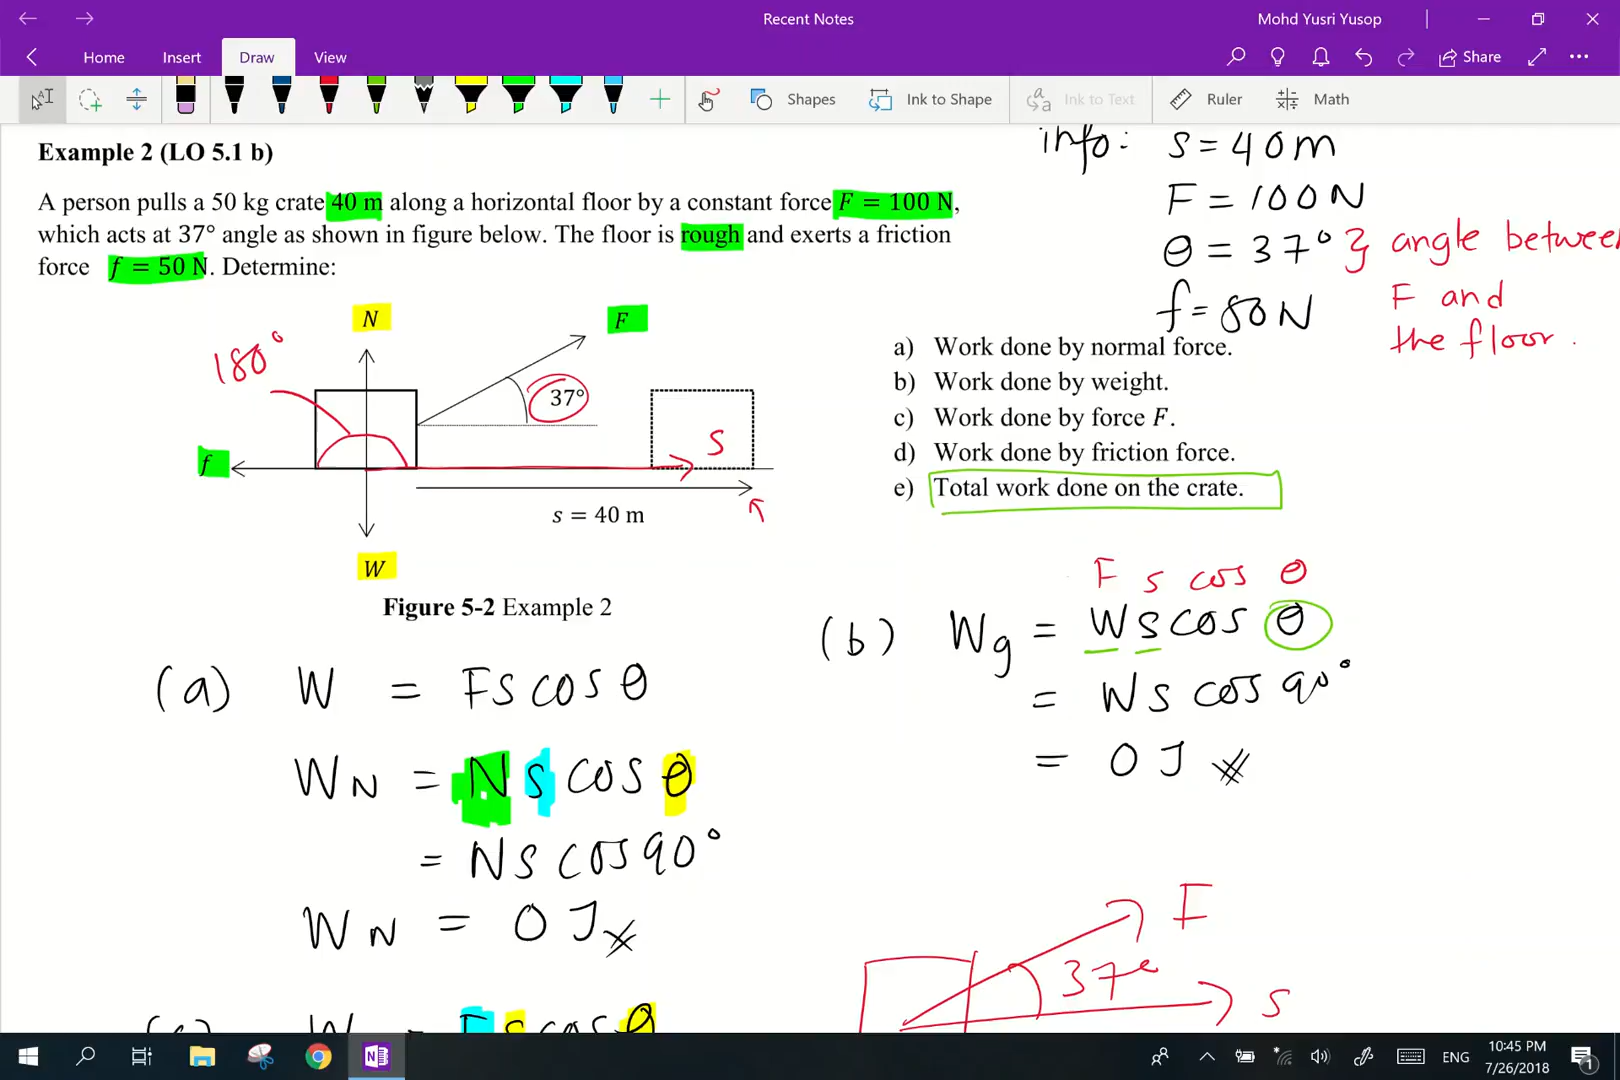 Recent Notes
Mohd Yusri Yusop
Home Insert Draw View
Share
Shapes Ink to Shape Ink to Text Ruler Math
Example 2 (LO 5.1 b)
A person pulls a 50 kg crate 40 m along a horizontal floor by a constant force F = 100 N,
which acts at 37° angle as shown in figure below. The floor is rough and exerts a friction
force f = 50 N. Determine:
info: s = 40m
F = 100N
θ = 37° } angle between
F and
the floor.
f = 50N
N
F
180°
37°
s
f
s = 40 m
W
Figure 5-2 Example 2
a) Work done by normal force.
b) Work done by weight.
c) Work done by force F.
d) Work done by friction force.
e) Total work done on the crate.
F s cos θ
(b) Wg = W s cos θ
= W s cos 90°
= 0 J
(a) W = F s cos θ
WN = N s cos θ
= N s cos 90°
WN = 0 J
F
37°
s
(c) W = F s cos θ
ENG
10:45 PM
7/26/2018
1